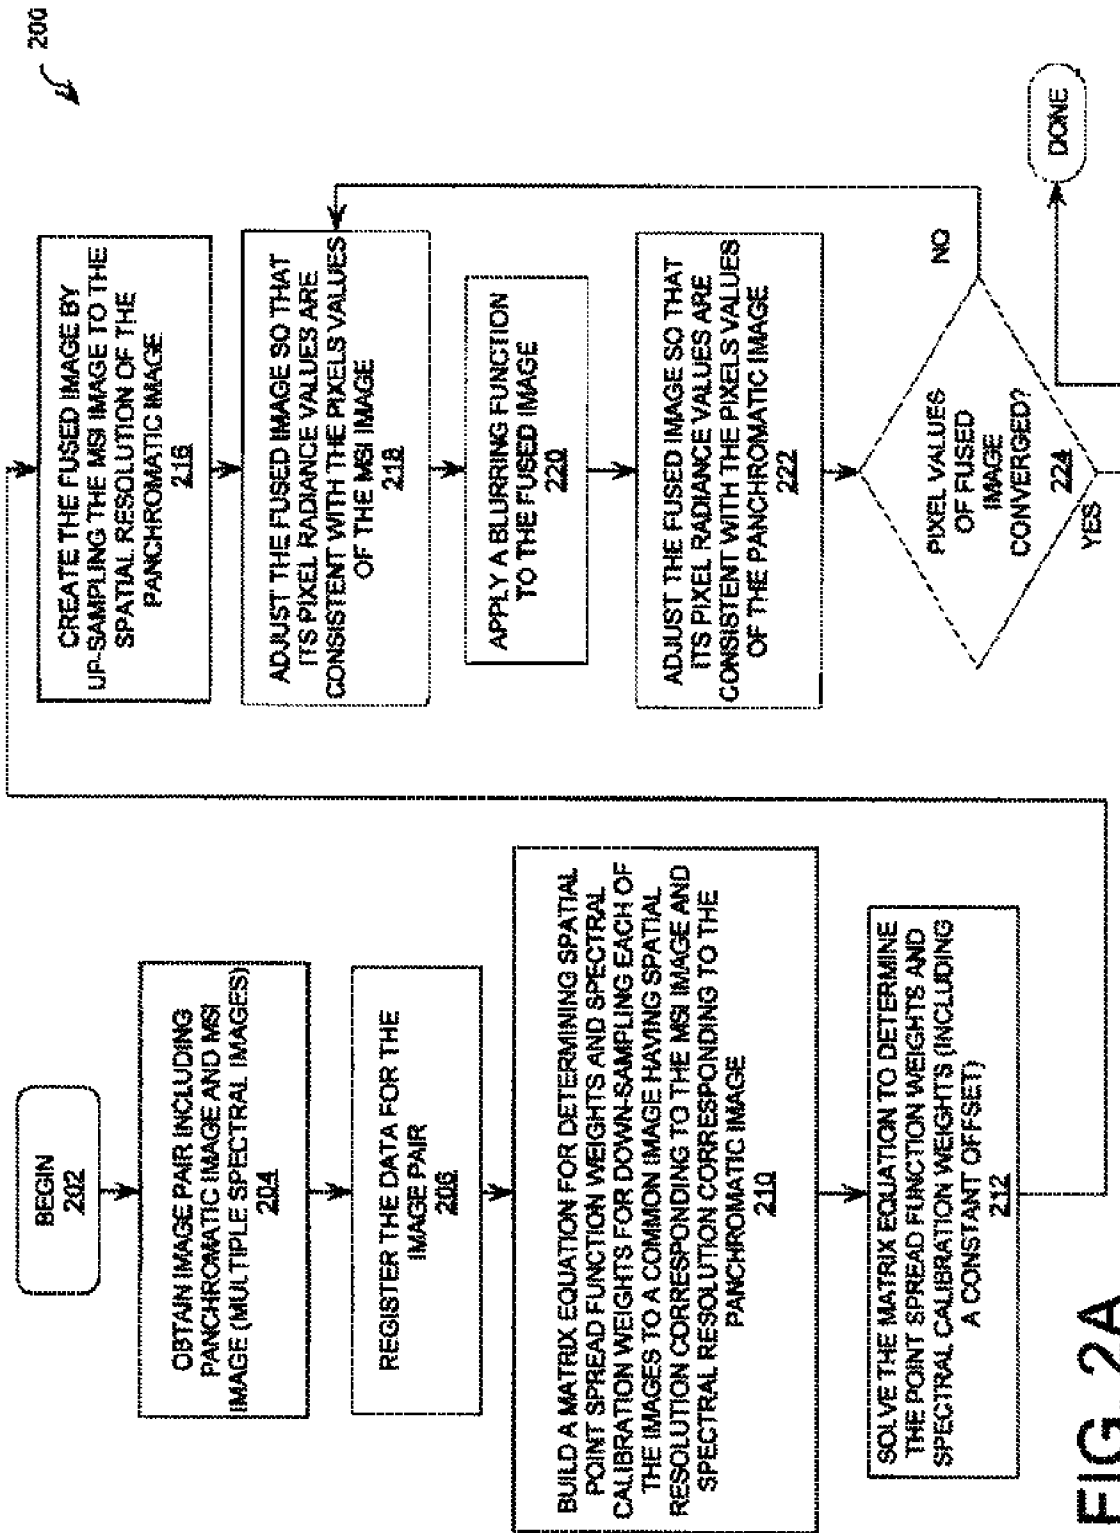 200
BEGIN
202
OBTAIN IMAGE PAIR INCLUDING
PANCHROMATIC IMAGE AND MSI
IMAGE (MULTIPLE SPECTRAL IMAGES)
204
REGISTER THE DATA FOR THE
IMAGE PAIR
206
BUILD A MATRIX EQUATION FOR DETERMINING SPATIAL
POINT SPREAD FUNCTION WEIGHTS AND SPECTRAL
CALIBRATION WEIGHTS FOR DOWN-SAMPLING EACH OF
THE IMAGES TO A COMMON IMAGE HAVING SPATIAL
RESOLUTION CORRESPONDING TO THE MSI IMAGE AND
SPECTRAL RESOLUTION CORRESPONDING TO THE
PANCHROMATIC IMAGE
210
SOLVE THE MATRIX EQUATION TO DETERMINE
THE POINT SPREAD FUNCTION WEIGHTS AND
SPECTRAL CALIBRATION WEIGHTS (INCLUDING
A CONSTANT OFFSET)
212
CREATE THE FUSED IMAGE BY
UP-SAMPLING THE MSI IMAGE TO THE
SPATIAL RESOLUTION OF THE
PANCHROMATIC IMAGE
216
ADJUST THE FUSED IMAGE SO THAT
ITS PIXEL RADIANCE VALUES ARE
CONSISTENT WITH THE PIXELS VALUES
OF THE MSI IMAGE
218
APPLY A BLURRING FUNCTION
TO THE FUSED IMAGE
220
ADJUST THE FUSED IMAGE SO THAT
ITS PIXEL RADIANCE VALUES ARE
CONSISTENT WITH THE PIXELS VALUES
OF THE PANCHROMATIC IMAGE
222
PIXEL VALUES
OF FUSED
IMAGE
CONVERGED?
224
NO
YES
DONE
FIG. 2A